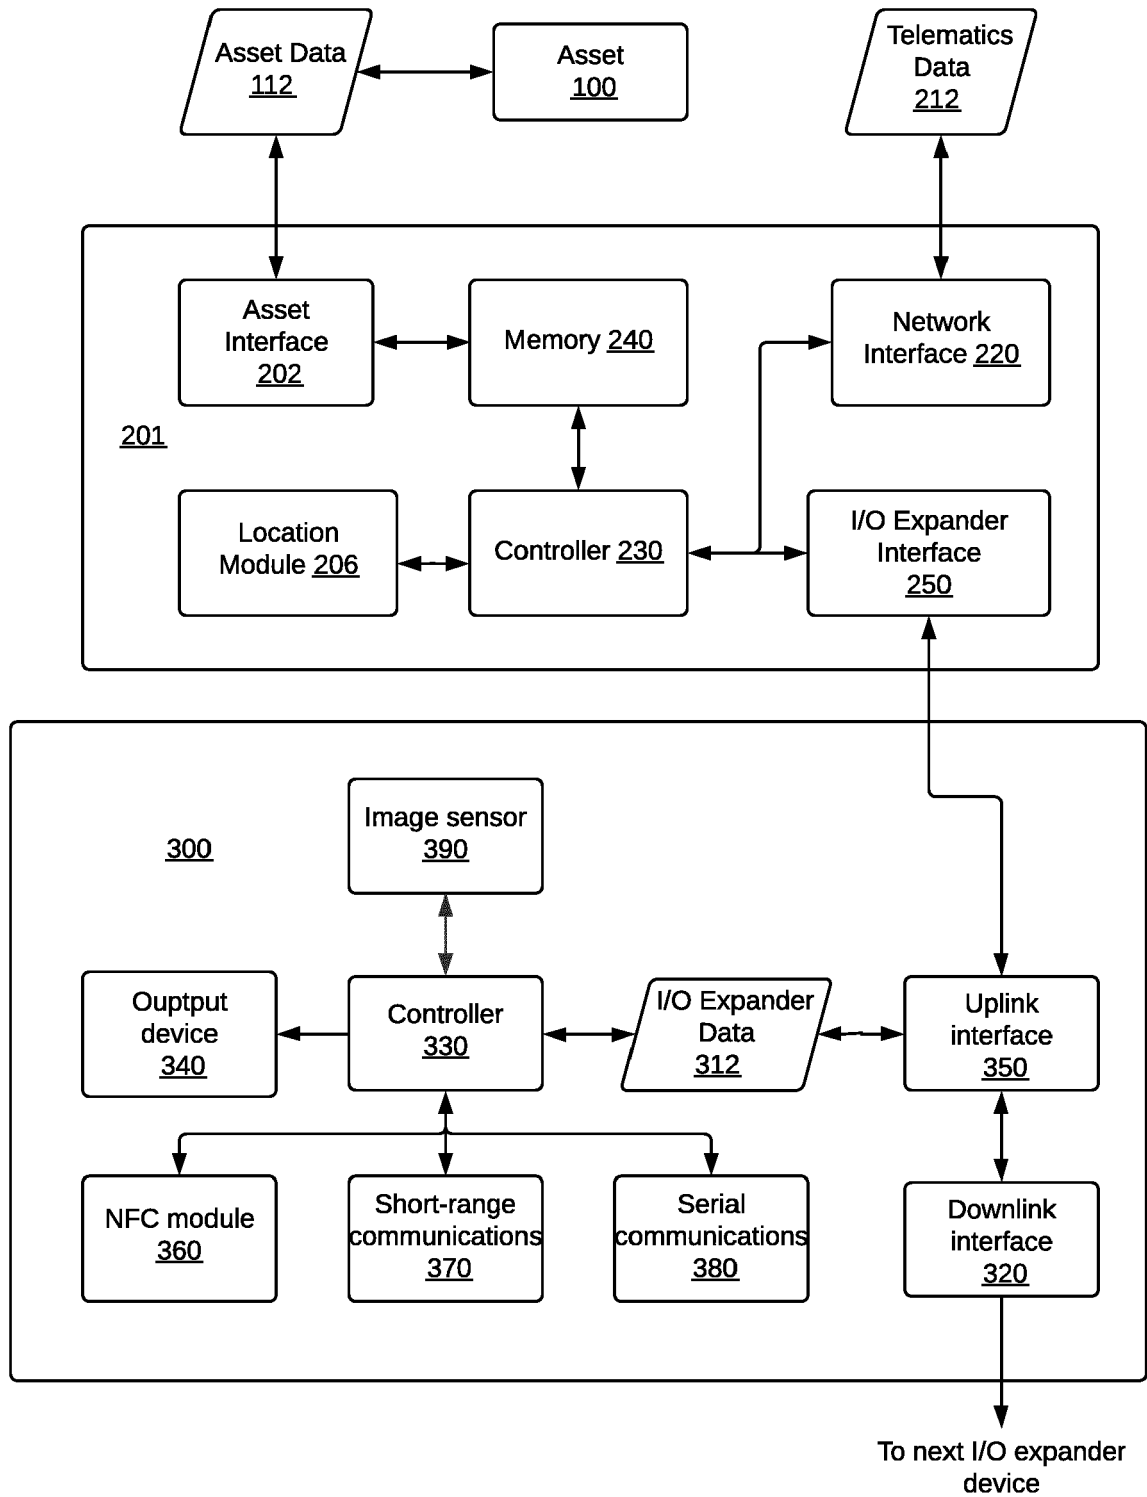 Asset Data
112
Asset
100
Telematics
Data
212
Asset
Interface
202
Memory 240
Network
Interface 220
201
Location
Module 206
Controller 230
I/O Expander
Interface
250
Image sensor
390
300
Ouptput
device
340
Controller
330
I/O Expander
Data
312
Uplink
interface
350
NFC module
360
Short-range
communications
370
Serial
communications
380
Downlink
interface
320
To next I/O expander
device